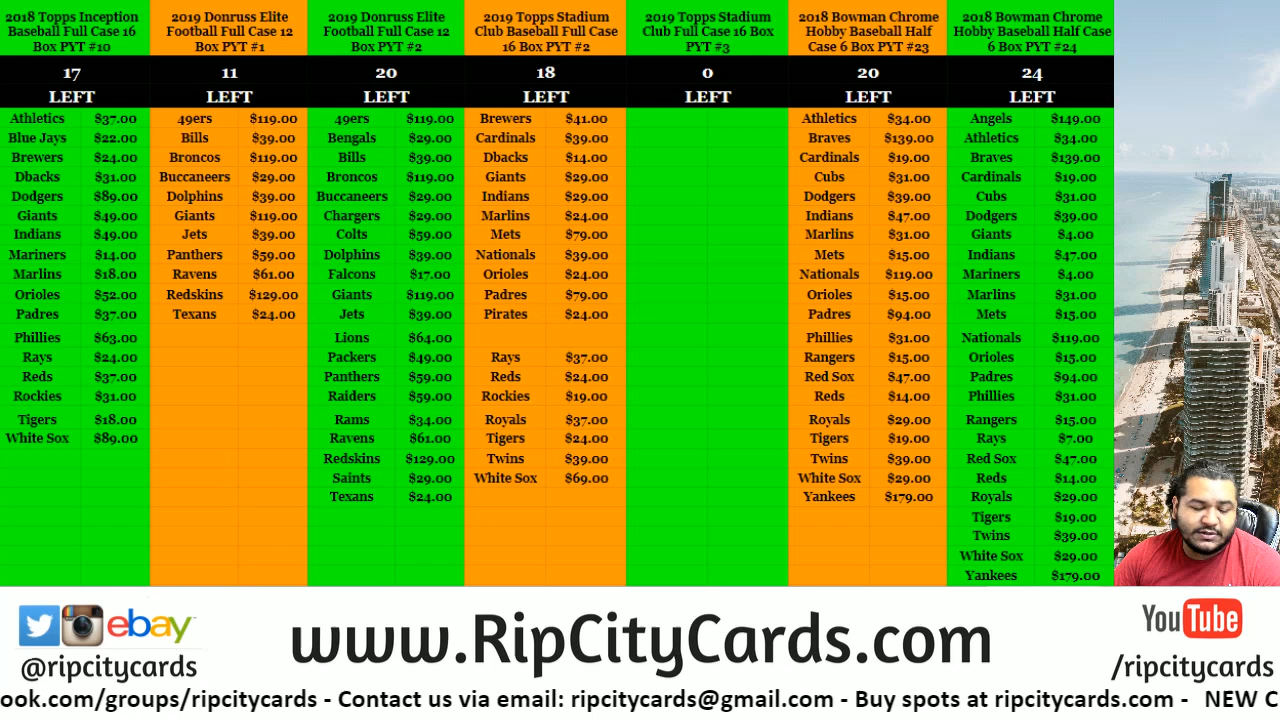 2018 Topps Inception
Baseball Full Case 16
Box PYT #10
17
LEFT
Athletics $37.00
Blue Jays $22.00
Brewers $24.00
Dbacks $31.00
Dodgers $89.00
Giants $49.00
Indians $49.00
Mariners $14.00
Marlins $18.00
Orioles $52.00
Padres $37.00
Phillies $63.00
Rays $24.00
Reds $37.00
Rockies $31.00
Tigers $18.00
White Sox $89.00
2019 Donruss Elite
Football Full Case 12
Box PYT #1
11
LEFT
49ers $119.00
Bills $39.00
Broncos $119.00
Buccaneers $29.00
Dolphins $39.00
Giants $119.00
Jets $39.00
Panthers $59.00
Ravens $61.00
Redskins $129.00
Texans $24.00
2019 Donruss Elite
Football Full Case 12
Box PYT #2
20
LEFT
49ers $119.00
Bengals $29.00
Bills $39.00
Broncos $119.00
Buccaneers $29.00
Chargers $29.00
Colts $59.00
Dolphins $39.00
Falcons $17.00
Giants $119.00
Jets $39.00
Lions $64.00
Packers $49.00
Panthers $59.00
Raiders $59.00
Rams $34.00
Ravens $61.00
Redskins $129.00
Saints $29.00
Texans $24.00
2019 Topps Stadium
Club Baseball Full Case
16 Box PYT #2
18
LEFT
Brewers $41.00
Cardinals $39.00
Dbacks $14.00
Giants $29.00
Indians $29.00
Marlins $24.00
Mets $79.00
Nationals $39.00
Orioles $24.00
Padres $79.00
Pirates $24.00
Rays $37.00
Reds $24.00
Rockies $19.00
Royals $37.00
Tigers $24.00
Twins $39.00
White Sox $69.00
2019 Topps Stadium
Club Full Case 16 Box
PYT #3
0
LEFT
2018 Bowman Chrome
Hobby Baseball Half
Case 6 Box PYT #23
20
LEFT
Athletics $34.00
Braves $139.00
Cardinals $19.00
Cubs $31.00
Dodgers $39.00
Indians $47.00
Marlins $31.00
Mets $15.00
Nationals $119.00
Orioles $15.00
Padres $94.00
Phillies $31.00
Rangers $15.00
Red Sox $47.00
Reds $14.00
Royals $29.00
Tigers $19.00
Twins $39.00
White Sox $29.00
Yankees $179.00
2018 Bowman Chrome
Hobby Baseball Half Case
6 Box PYT #24
24
LEFT
Angels $149.00
Athletics $34.00
Braves $139.00
Cardinals $19.00
Cubs $31.00
Dodgers $39.00
Giants $4.00
Indians $47.00
Mariners $4.00
Marlins $31.00
Mets $15.00
Nationals $119.00
Orioles $15.00
Padres $94.00
Phillies $31.00
Rangers $15.00
Rays $7.00
Red Sox $47.00
Reds $14.00
Royals $29.00
Tigers $19.00
Twins $39.00
White Sox $29.00
Yankees $179.00
ebay
@ripcitycards
www.RipCityCards.com
YouTube
/ripcitycards
ook.com/groups/ripcitycards - Contact us via email: ripcitycards@gmail.com - Buy spots at ripcitycards.com - NEW C